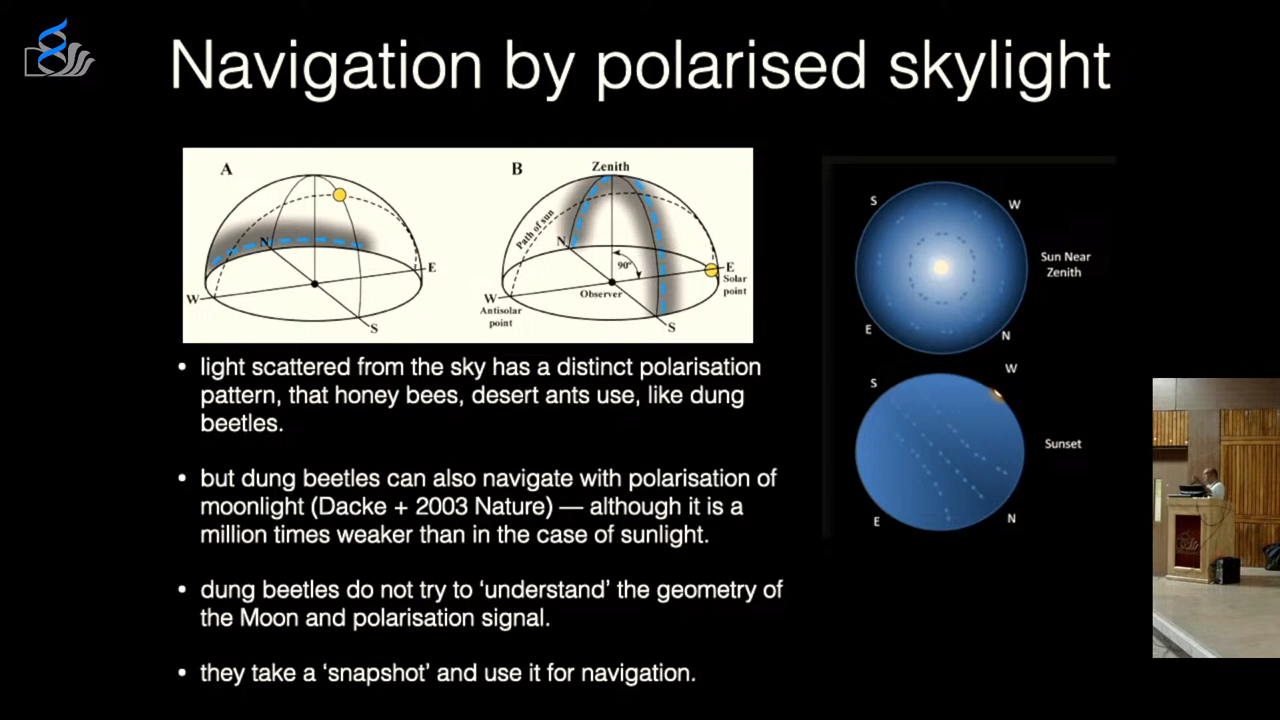 Navigation by polarised skylight
A
N
E
W
S
B
Zenith
Path of sun
N
90°
E
Solar
point
Observer
W
Antisolar
point
S
S
W
E
N
Sun Near
Zenith
S
W
E
N
Sunset
• light scattered from the sky has a distinct polarisation
pattern, that honey bees, desert ants use, like dung
beetles.
• but dung beetles can also navigate with polarisation of
moonlight (Dacke + 2003 Nature) — although it is a
million times weaker than in the case of sunlight.
• dung beetles do not try to ‘understand’ the geometry of
the Moon and polarisation signal.
• they take a ‘snapshot’ and use it for navigation.